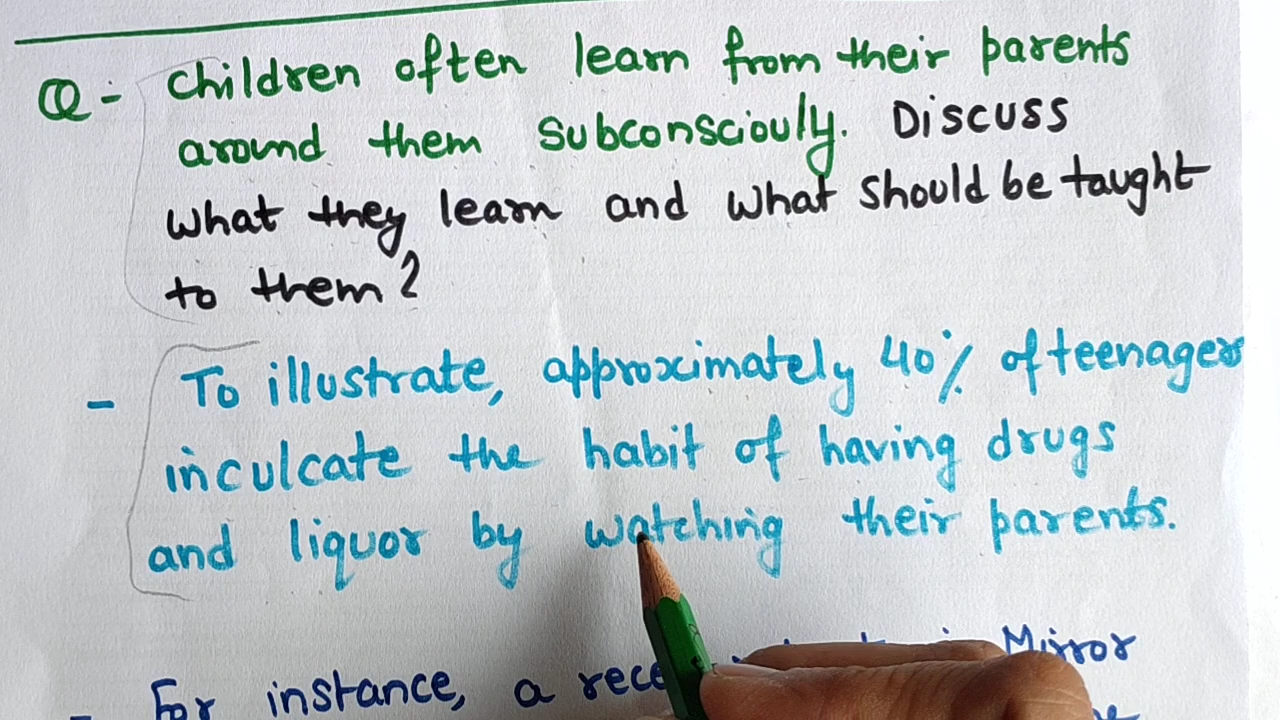 Q:- Children often learn from their parents
around them subconsciouly. Discuss
what they learn and what should be taught
to them?
- To illustrate, approximately 40% of teenagers
inculcate the habit of having drugs
and liquor by watching their parents.
- For instance, a Mirror